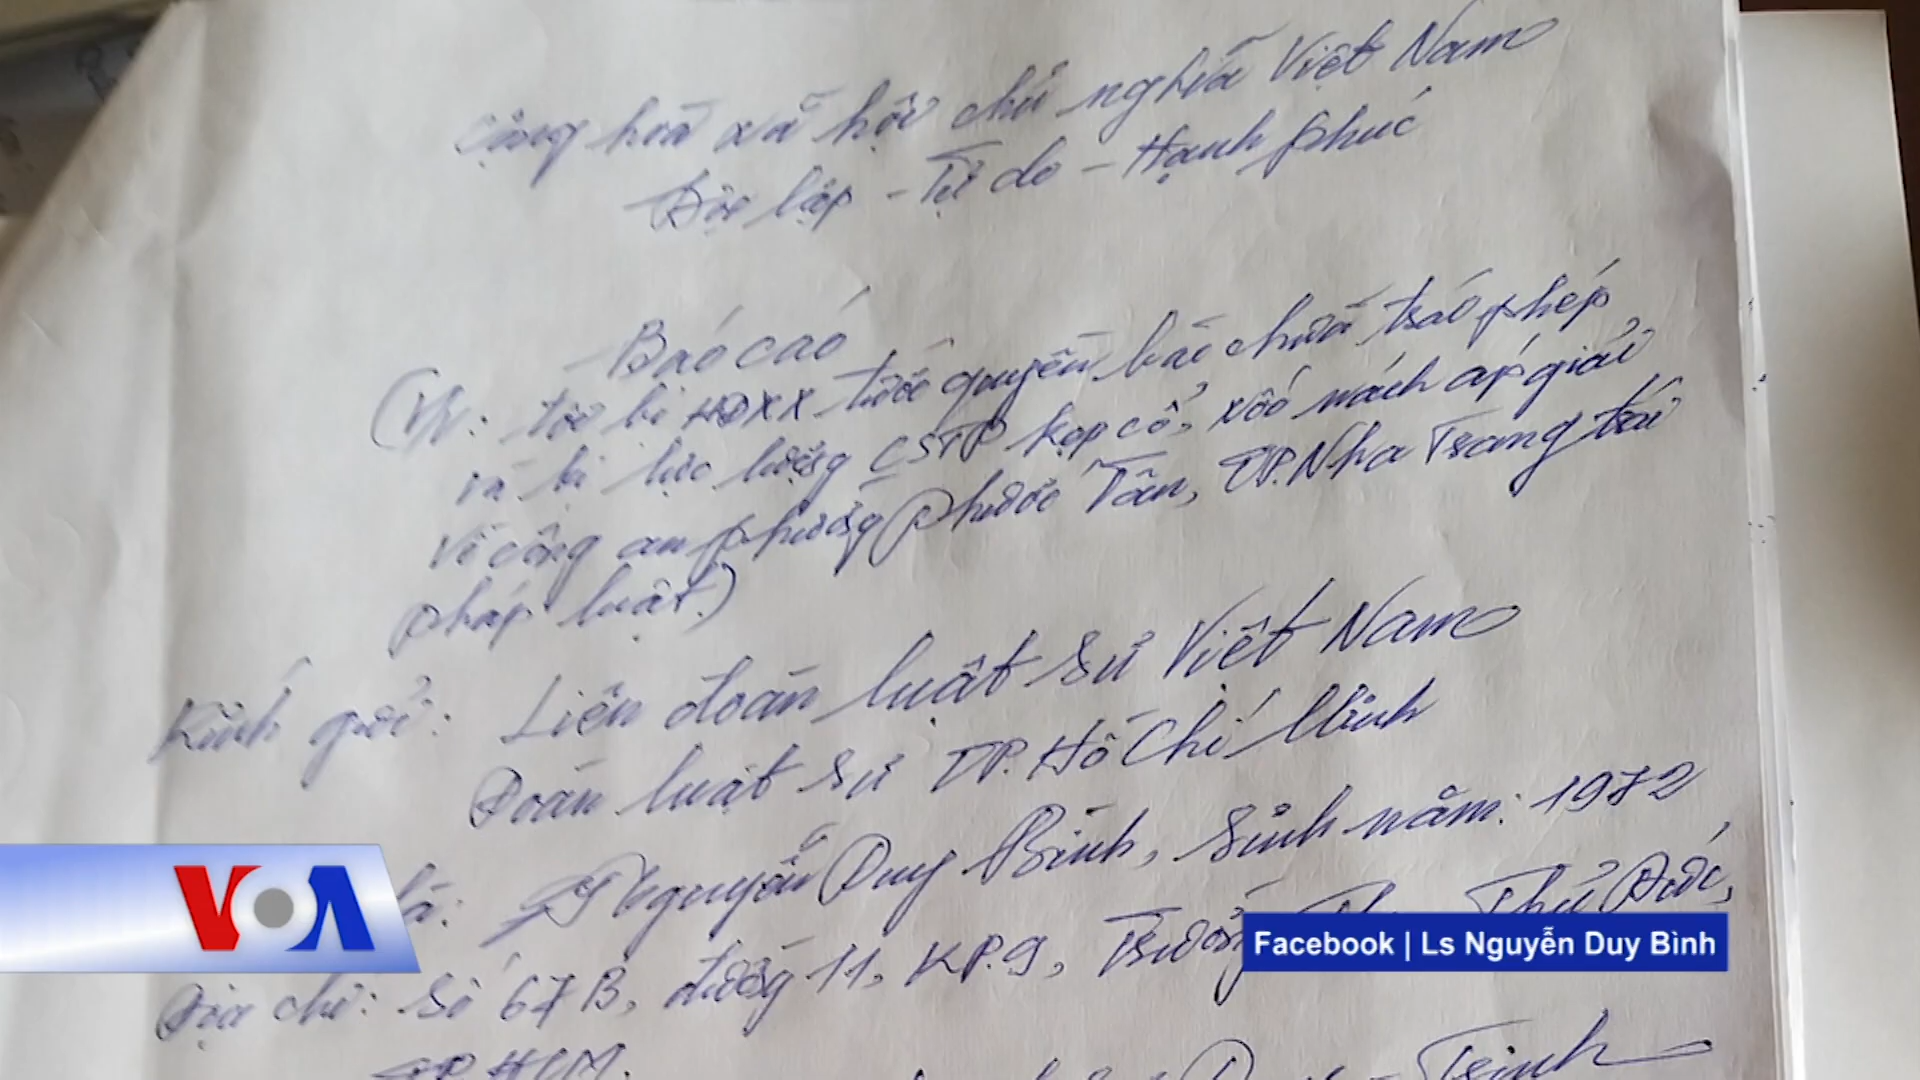 Cộng hoà xã hội chủ nghĩa Việt Nam
Độc lập - Tự do - Hạnh phúc
Báo cáo
(V/v: tôi bị HĐXX tước quyền bào chữa trái phép
và bị lực lượng CSTP kẹp cổ, xốc nách áp giải
về công an phường Phước Tân, TP. Nha Trang trái
pháp luật.)
Kính gởi: Liên đoàn luật sư Việt Nam
Đoàn luật sư TP. Hồ Chí Minh
là: Nguyễn Duy Bình, sinh năm: 1972
Địa chỉ: số 67B, đường 11, KP.9, Trường Thủ Đức,
TP. HCM.
Trinh
VOA
Facebook | Ls Nguyễn Duy Bình